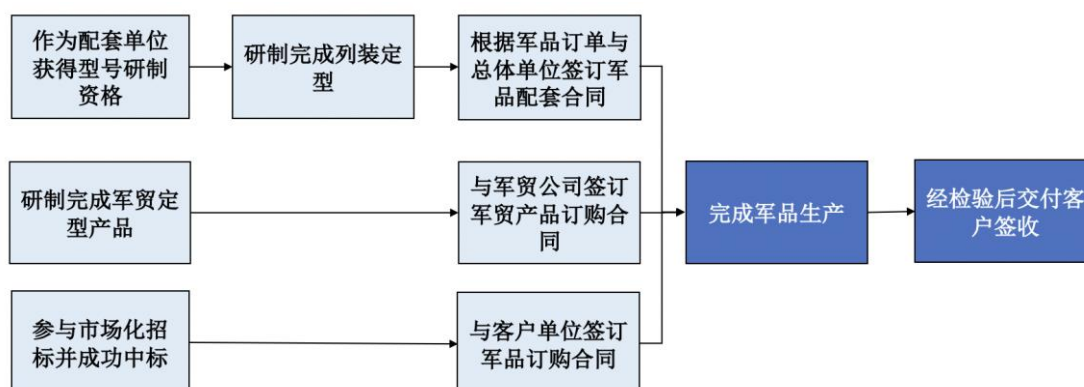 作为配套单位
获得型号研制
资格
研制完成列装定
型
根据军品订单与
总体单位签订军
品配套合同
研制完成军贸定
型产品
与军贸公司签订
军贸产品订购合
同
参与市场化招
标并成功中标
与客户单位签订
军品订购合同
完成军品生产
经检验后交付客
户签收